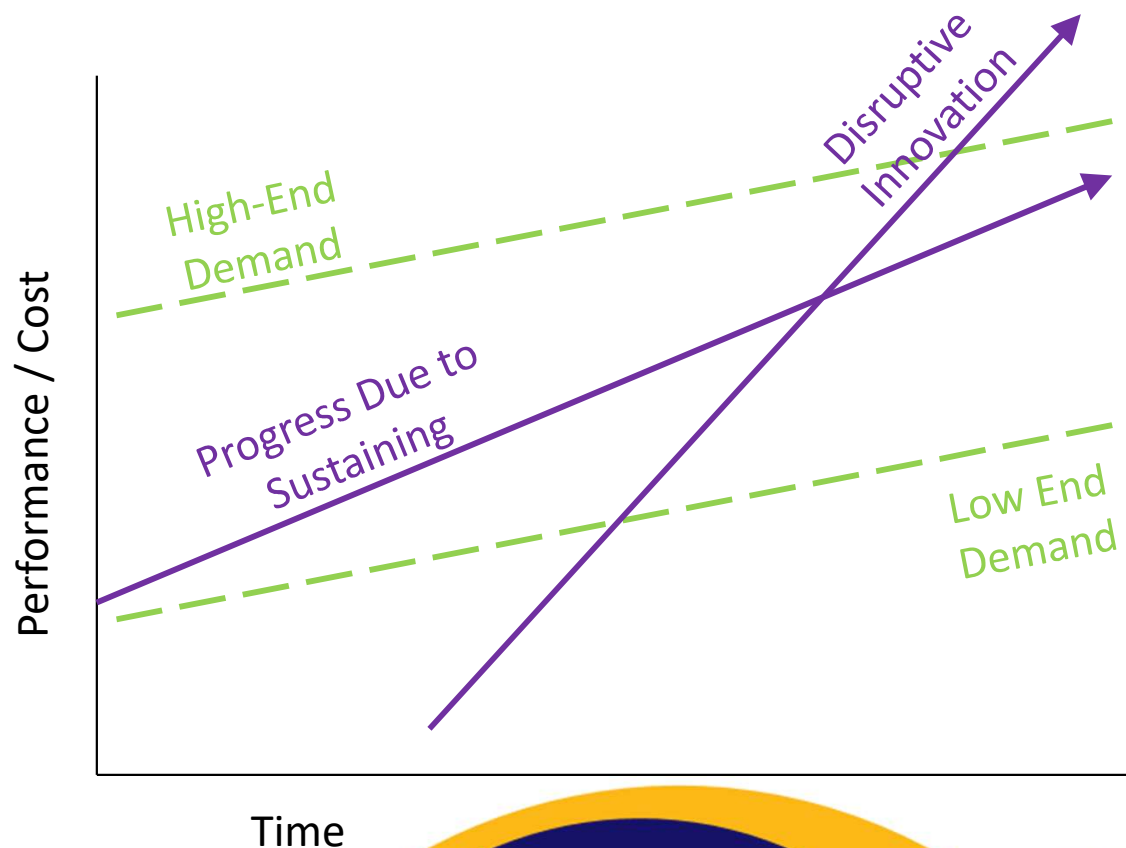 Disruptive
Innovation
High-End
Demand
Performance / Cost
Progress Due to
Sustaining
Low End
Demand
Time